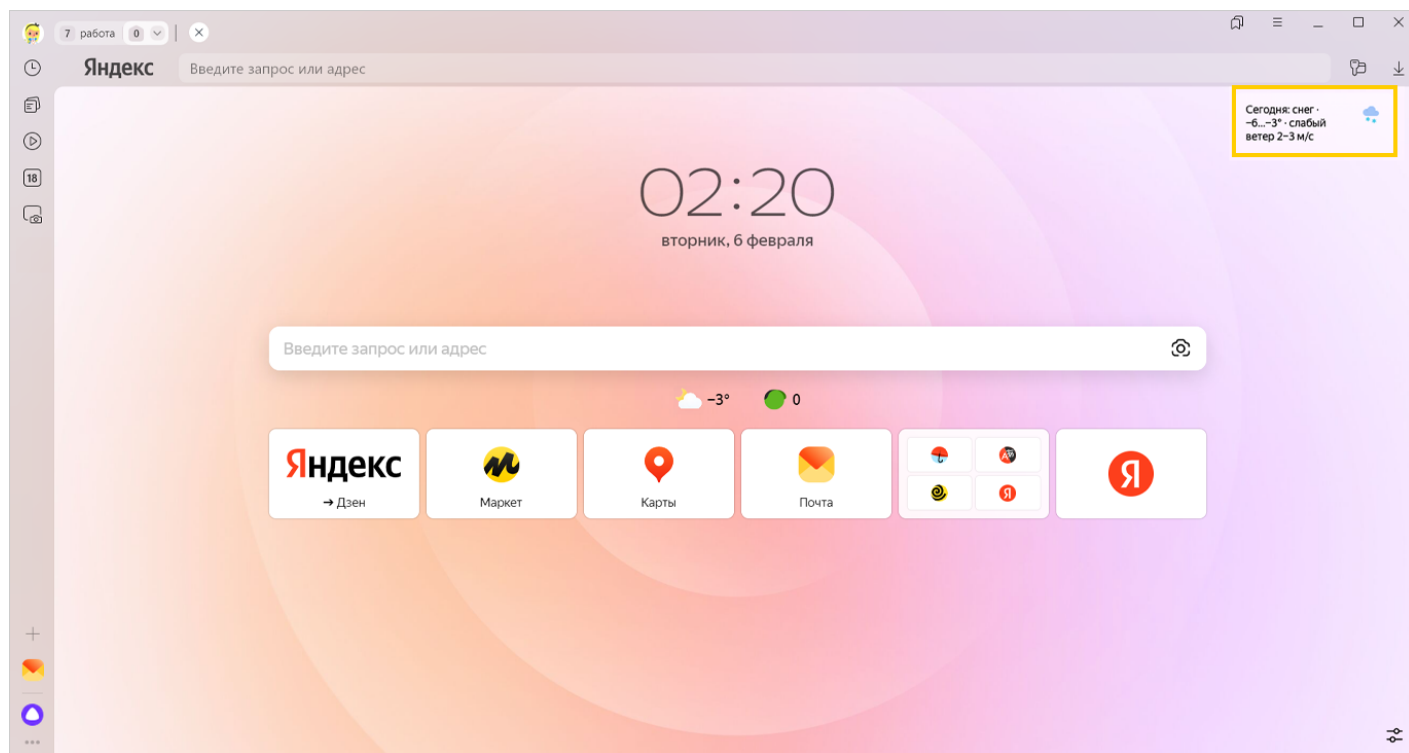 7 работа 0
Яндекс Введите запрос или адрес
Сегодня: снег ·
−6...−3° · слабый
ветер 2−3 м/с
18
02:20
вторник, 6 февраля
Введите запрос или адрес
−3° 0
Яндекс
→ Дзен
Маркет
Карты
Почта
Я
Я